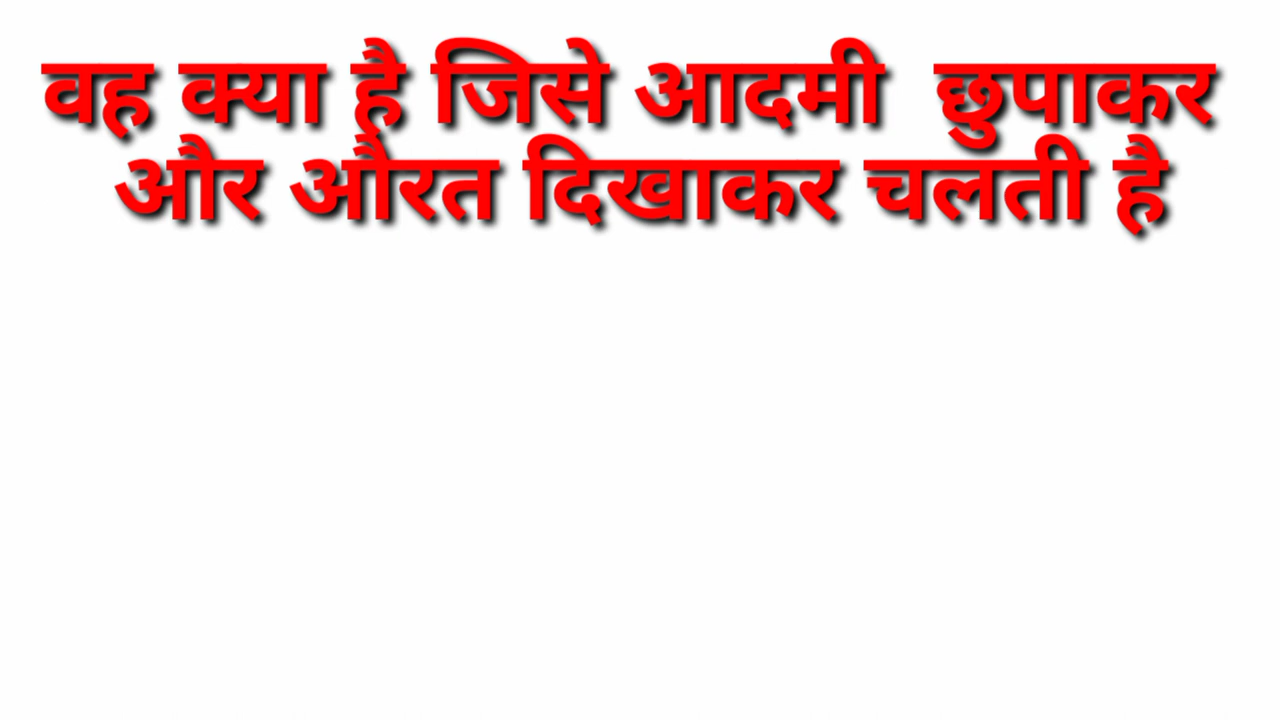 वह क्या है जिसे आदमी छुपाकर
और औरत दिखाकर चलती है